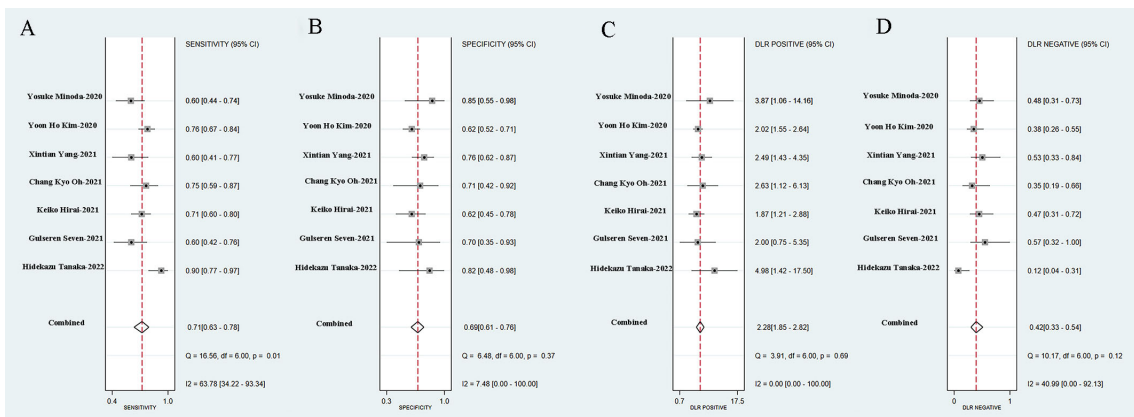 A
SENSITIVITY (95% CI)
Yosuke Minoda-2020
0.60 [0.44 - 0.74]
Yoon Ho Kim-2020
0.76 [0.67 - 0.84]
Xintian Yang-2021
0.60 [0.41 - 0.77]
Chang Kyo Oh-2021
0.75 [0.59 - 0.87]
Keiko Hirai-2021
0.71 [0.60 - 0.80]
Gulseren Seven-2021
0.60 [0.42 - 0.76]
Hidekazu Tanaka-2022
0.90 [0.77 - 0.97]
Combined
0.71[0.63 - 0.78]
Q = 16.56, df = 6.00, p = 0.01
I2 = 63.78 [34.22 - 93.34]
0.4
1.0
SENSITIVITY
B
SPECIFICITY (95% CI)
Yosuke Minoda-2020
0.85 [0.55 - 0.98]
Yoon Ho Kim-2020
0.62 [0.52 - 0.71]
Xintian Yang-2021
0.76 [0.62 - 0.87]
Chang Kyo Oh-2021
0.71 [0.42 - 0.92]
Keiko Hirai-2021
0.62 [0.45 - 0.78]
Gulseren Seven-2021
0.70 [0.35 - 0.93]
Hidekazu Tanaka-2022
0.82 [0.48 - 0.98]
Combined
0.69[0.61 - 0.76]
Q = 6.48, df = 6.00, p = 0.37
I2 = 7.48 [0.00 - 100.00]
0.3
1.0
SPECIFICITY
C
DLR POSITIVE (95% CI)
Yosuke Minoda-2020
3.87 [1.06 - 14.16]
Yoon Ho Kim-2020
2.02 [1.55 - 2.64]
Xintian Yang-2021
2.49 [1.43 - 4.35]
Chang Kyo Oh-2021
2.63 [1.12 - 6.13]
Keiko Hirai-2021
1.87 [1.21 - 2.88]
Gulseren Seven-2021
2.00 [0.75 - 5.35]
Hidekazu Tanaka-2022
4.98 [1.42 - 17.50]
Combined
2.28[1.85 - 2.82]
Q = 3.91, df = 6.00, p = 0.69
I2 = 0.00 [0.00 - 100.00]
0.7
17.5
DLR POSITIVE
D
DLR NEGATIVE (95% CI)
Yosuke Minoda-2020
0.48 [0.31 - 0.73]
Yoon Ho Kim-2020
0.38 [0.26 - 0.55]
Xintian Yang-2021
0.53 [0.33 - 0.84]
Chang Kyo Oh-2021
0.35 [0.19 - 0.66]
Keiko Hirai-2021
0.47 [0.31 - 0.72]
Gulseren Seven-2021
0.57 [0.32 - 1.00]
Hidekazu Tanaka-2022
0.12 [0.04 - 0.31]
Combined
0.42[0.33 - 0.54]
Q = 10.17, df = 6.00, p = 0.12
I2 = 40.99 [0.00 - 92.13]
0
1
DLR NEGATIVE